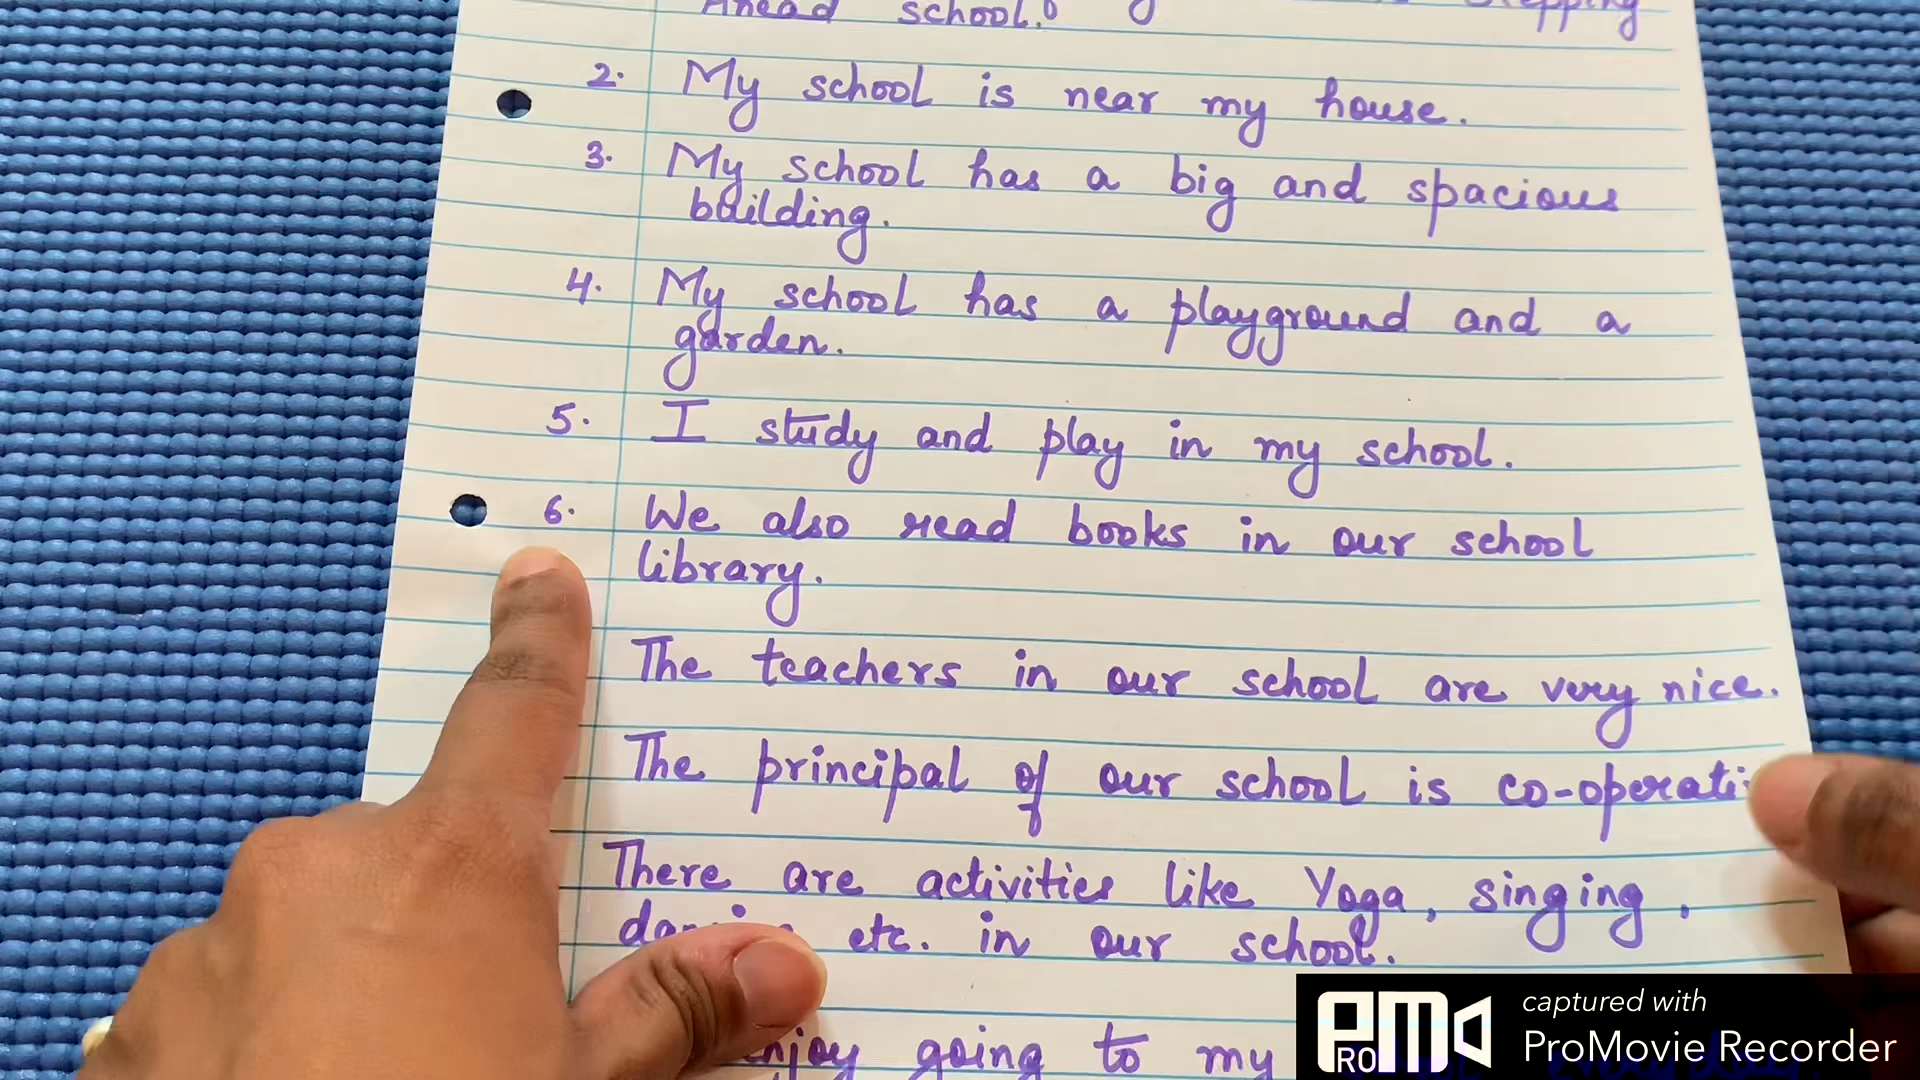 Ahead school.
2. My school is near my house.
3. My school has a big and spacious
building.
4. My school has a playground and a
garden.
5. I study and play in my school.
6. We also read books in our school
library.
The teachers in our school are very nice.
The principal of our school is
There are activities like Yoga, singing,
etc. in our school.
going to my
captured with
PRO M
ProMovie Recorder